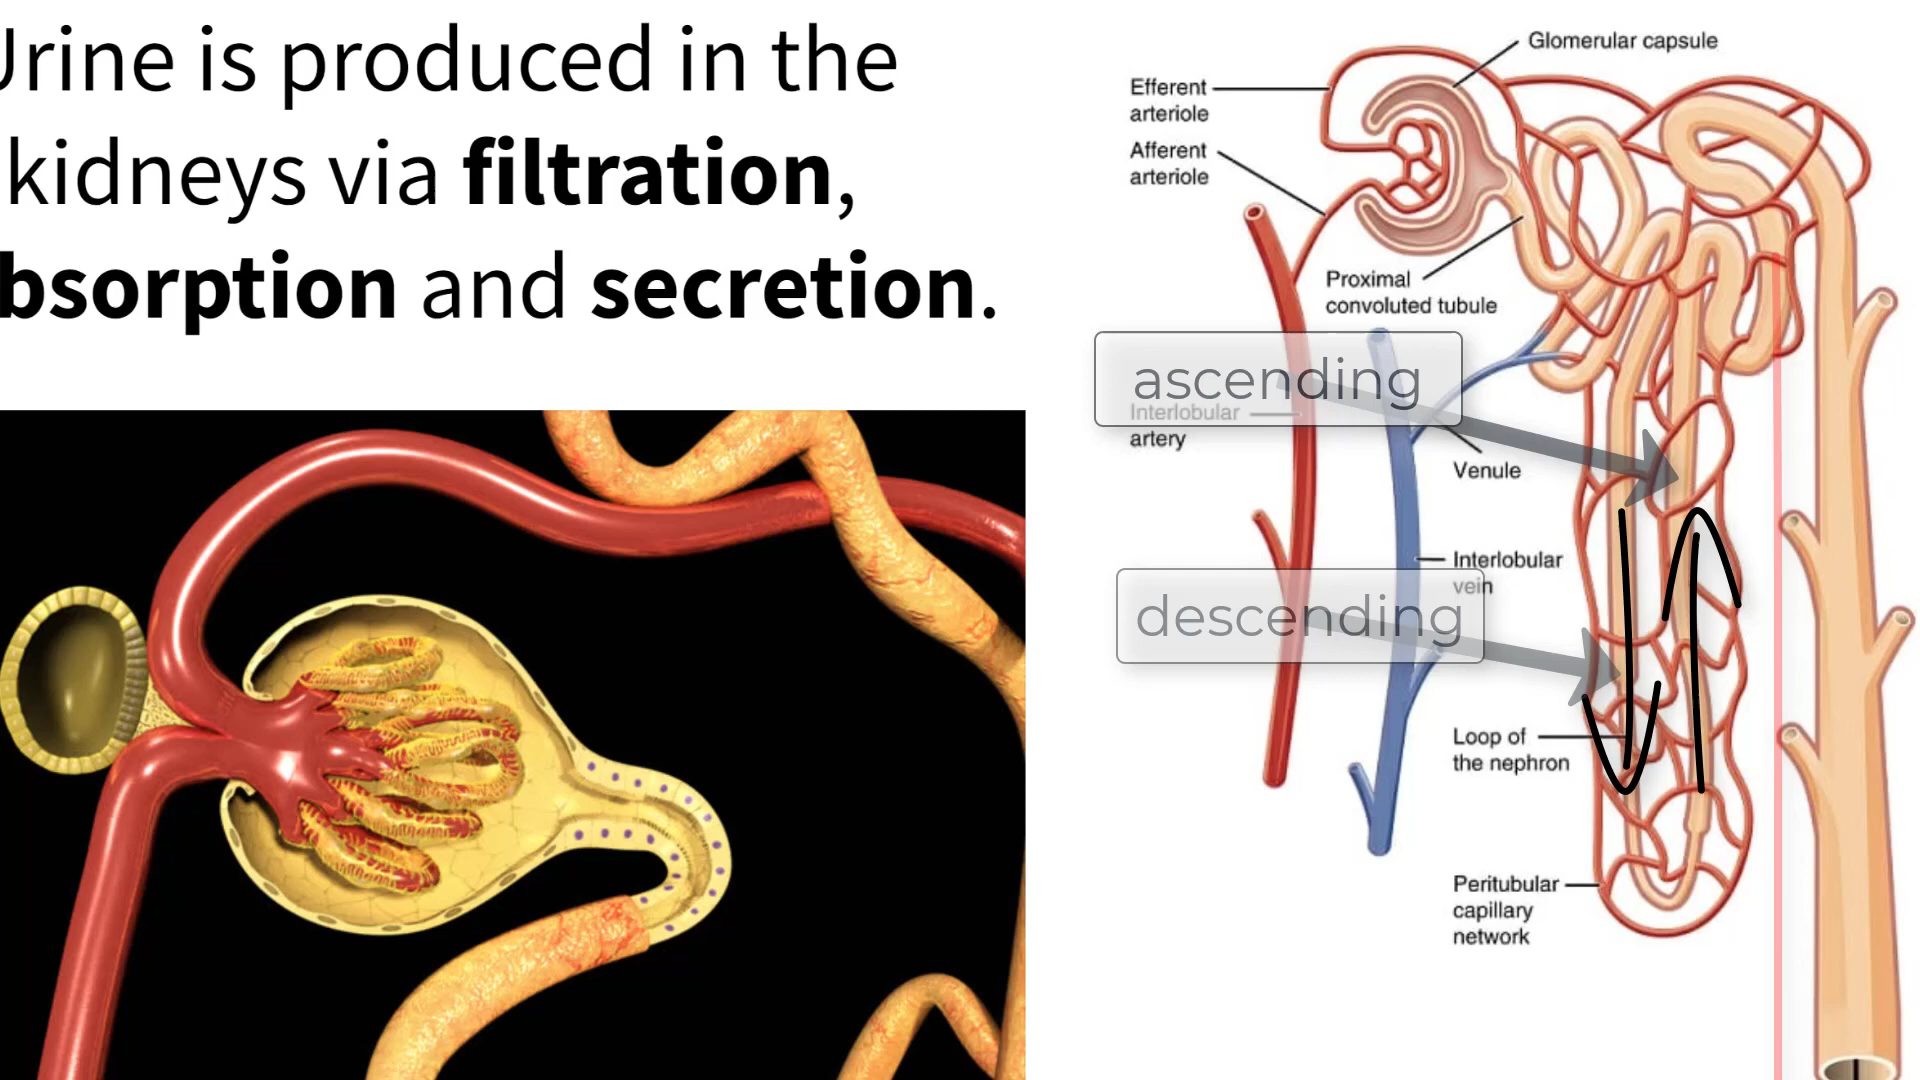 Urine is produced in the
kidneys via filtration,
bsorption and secretion.
Glomerular capsule
Efferent
arteriole
Afferent
arteriole
Proximal
convoluted tubule
ascending
Interlobular
artery
Venule
Interlobular
vein
descending
Loop of
the nephron
Peritubular
capillary
network